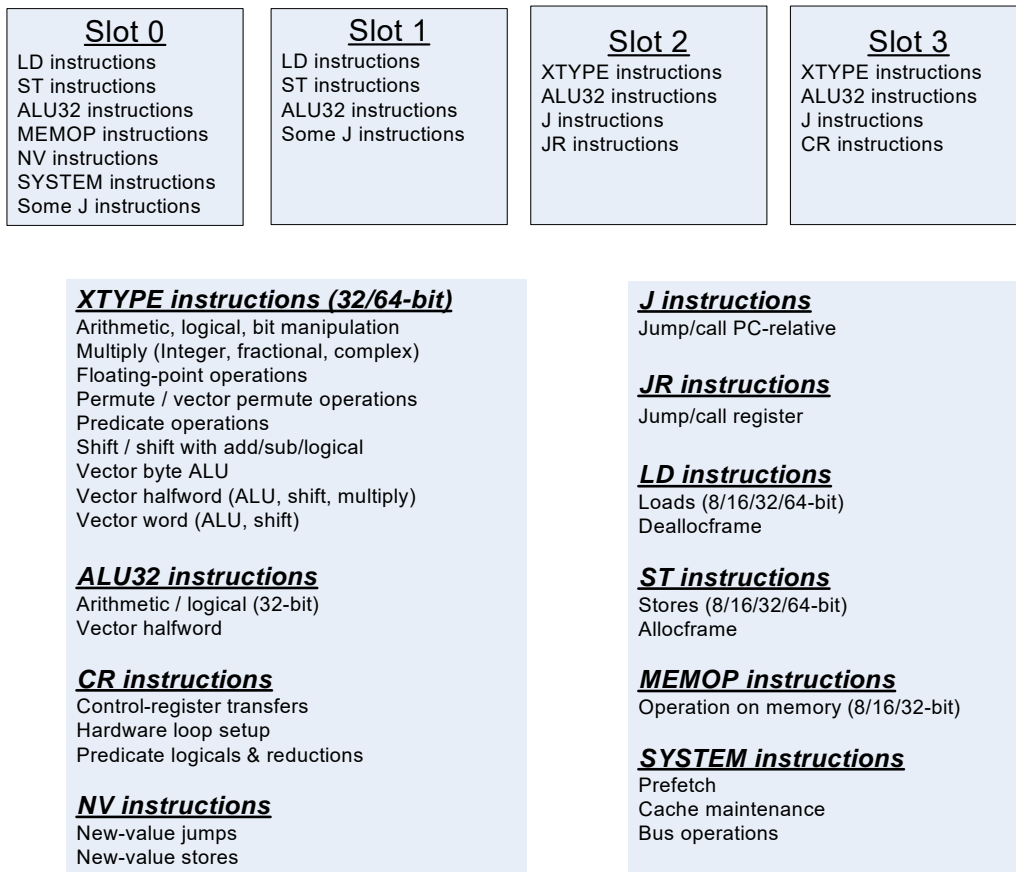 Slot 0
LD instructions
ST instructions
ALU32 instructions
MEMOP instructions
NV instructions
SYSTEM instructions
Some J instructions
Slot 1
LD instructions
ST instructions
ALU32 instructions
Some J instructions
Slot 2
XTYPE instructions
ALU32 instructions
J instructions
JR instructions
Slot 3
XTYPE instructions
ALU32 instructions
J instructions
CR instructions
XTYPE instructions (32/64-bit)
Arithmetic, logical, bit manipulation
Multiply (Integer, fractional, complex)
Floating-point operations
Permute / vector permute operations
Predicate operations
Shift / shift with add/sub/logical
Vector byte ALU
Vector halfword (ALU, shift, multiply)
Vector word (ALU, shift)
ALU32 instructions
Arithmetic / logical (32-bit)
Vector halfword
CR instructions
Control-register transfers
Hardware loop setup
Predicate logicals & reductions
NV instructions
New-value jumps
New-value stores
J instructions
Jump/call PC-relative
JR instructions
Jump/call register
LD instructions
Loads (8/16/32/64-bit)
Deallocframe
ST instructions
Stores (8/16/32/64-bit)
Allocframe
MEMOP instructions
Operation on memory (8/16/32-bit)
SYSTEM instructions
Prefetch
Cache maintenance
Bus operations